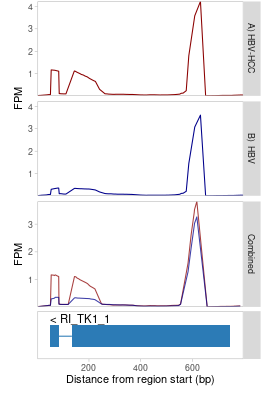 4
3
2
1
A) HBV-HCC
FPM
4
3
2
1
B) HBV
3
2
1
FPM
Combined
< RI_TK1_1
200 400 600
Distance from region start (bp)